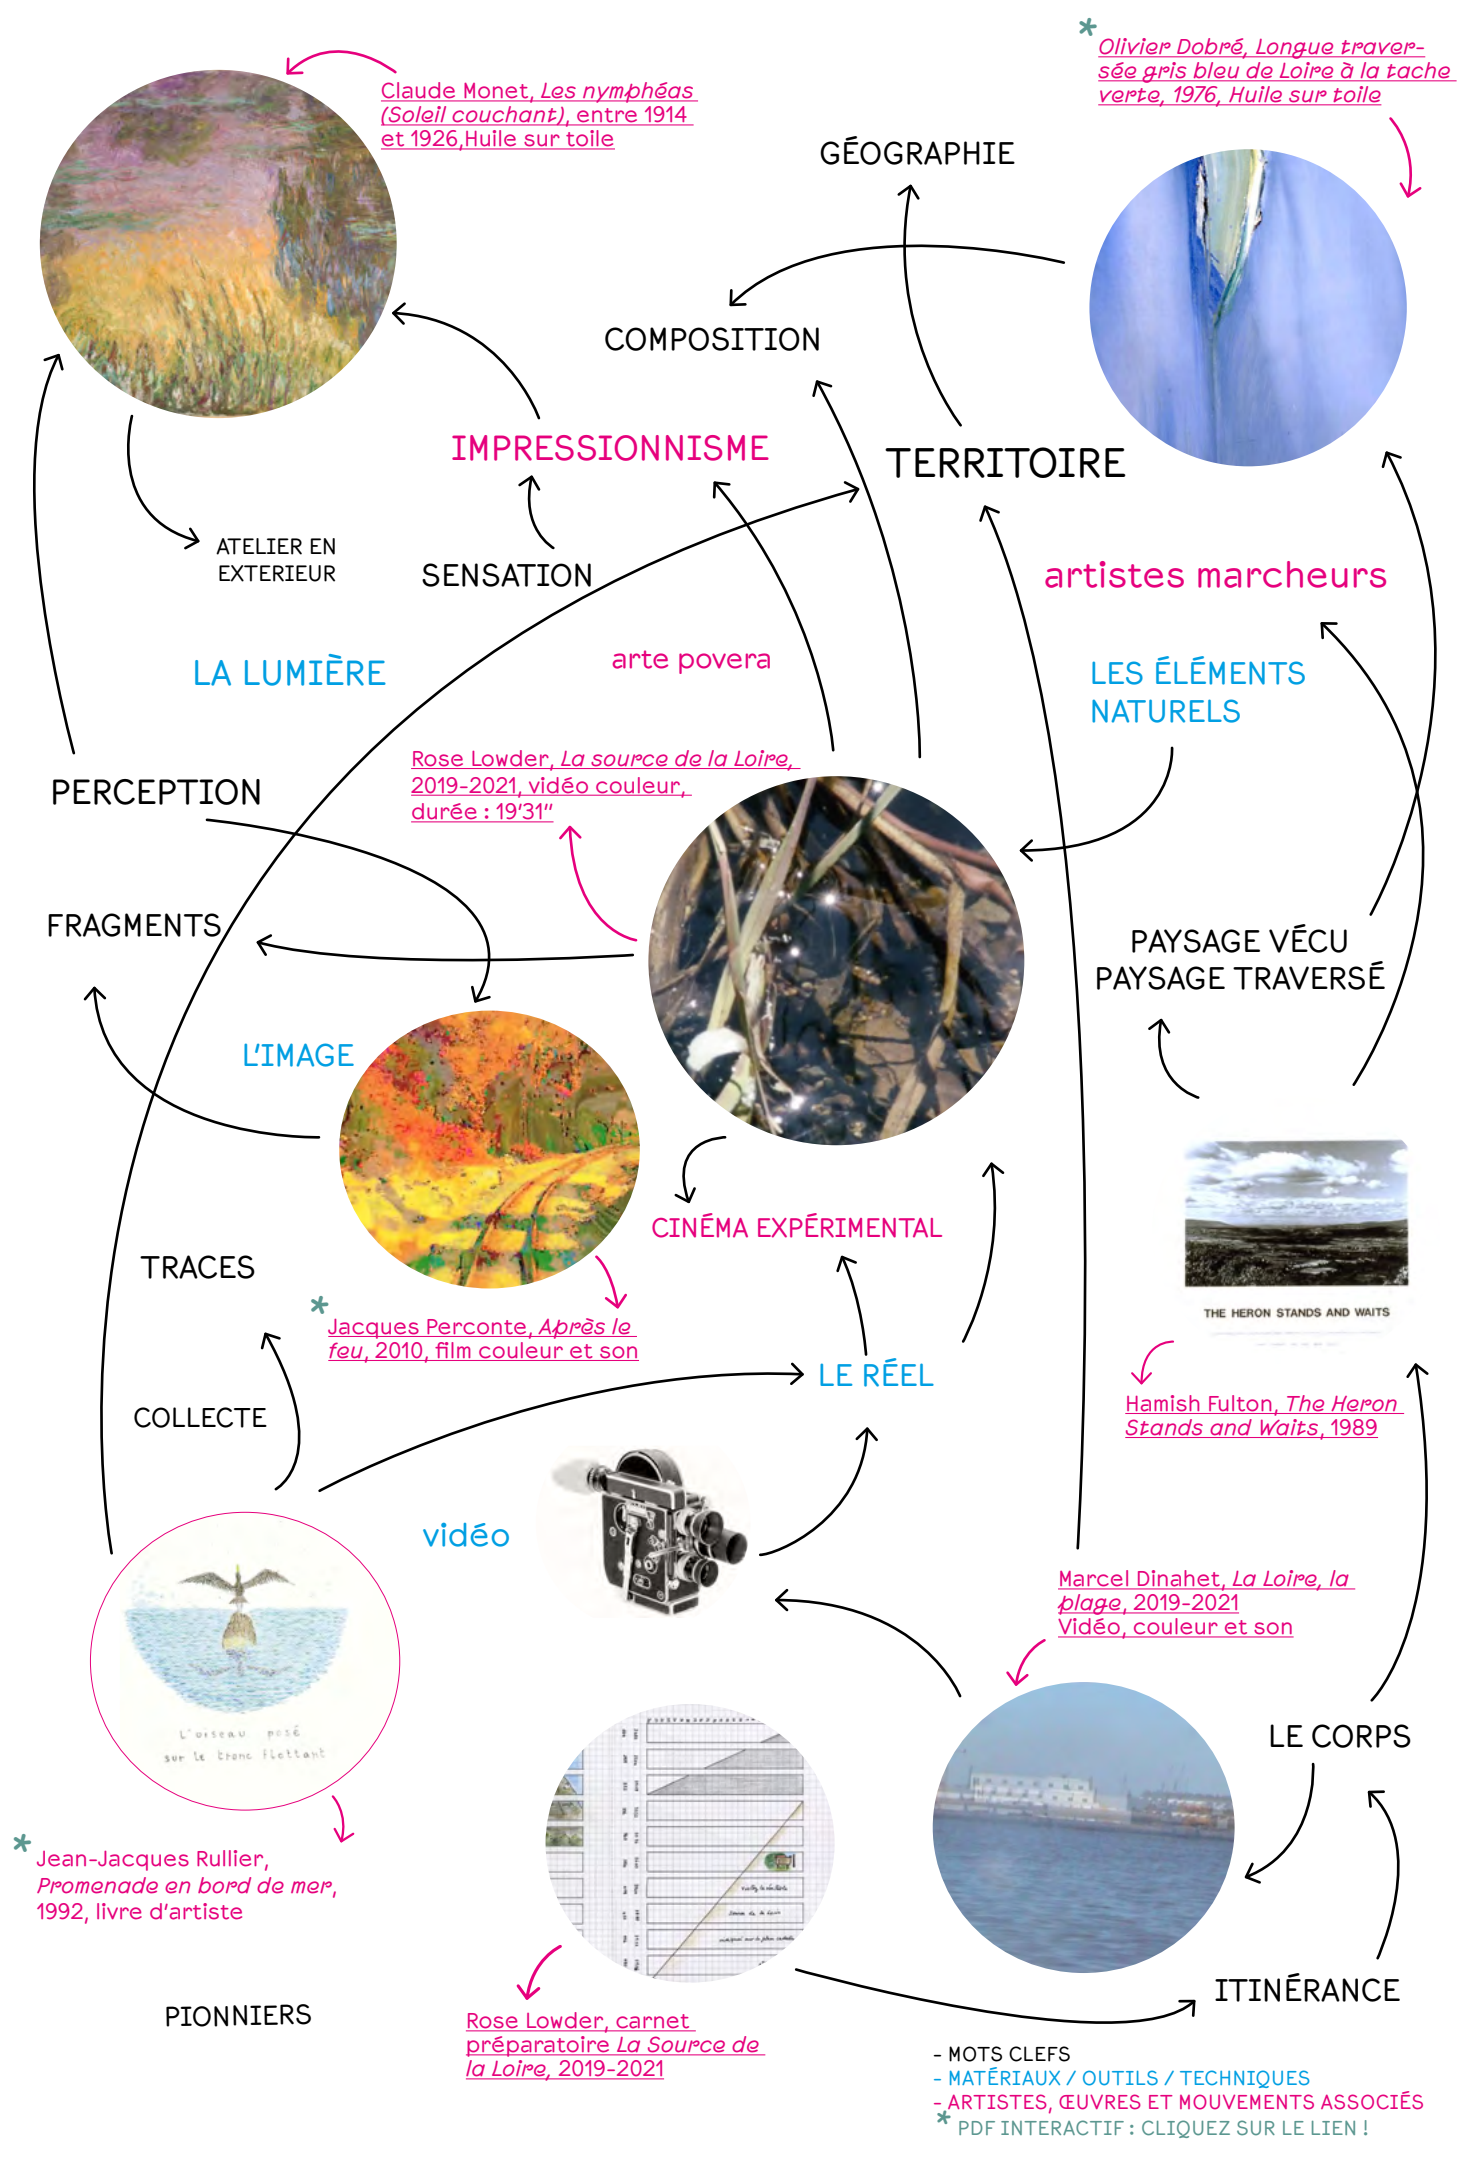 *
Olivier Dobré, Longue traver-
sée gris bleu de Loire à la tache
verte, 1976, Huile sur toile
Claude Monet, Les nymphéas
(Soleil couchant), entre 1914
et 1926,Huile sur toile
GÉOGRAPHIE
COMPOSITION
IMPRESSIONNISME
TERRITOIRE
ATELIER EN
EXTERIEUR
SENSATION
artistes marcheurs
LA LUMIÈRE
arte povera
LES ÉLÉMENTS
NATURELS
PERCEPTION
Rose Lowder, La source de la Loire,
2019-2021, vidéo couleur,
durée : 19'31"
FRAGMENTS
PAYSAGE VÉCU
PAYSAGE TRAVERSÉ
L'IMAGE
CINÉMA EXPÉRIMENTAL
TRACES
THE HERON STANDS AND WAITS
*
Jacques Perconte, Après le
feu, 2010, film couleur et son
LE RÉEL
COLLECTE
Hamish Fulton, The Heron
Stands and Waits, 1989
vidéo
Marcel Dinahet, La Loire, la
plage, 2019-2021
Vidéo, couleur et son
L'oiseau posé
sur le tronc flottant
LE CORPS
*
Jean-Jacques Rullier,
Promenade en bord de mer,
1992, livre d'artiste
ITINÉRANCE
PIONNIERS
Rose Lowder, carnet
préparatoire La Source de
la Loire, 2019-2021
- MOTS CLEFS
- MATÉRIAUX / OUTILS / TECHNIQUES
- ARTISTES, ŒUVRES ET MOUVEMENTS ASSOCIÉS
* PDF INTERACTIF : CLIQUEZ SUR LE LIEN !